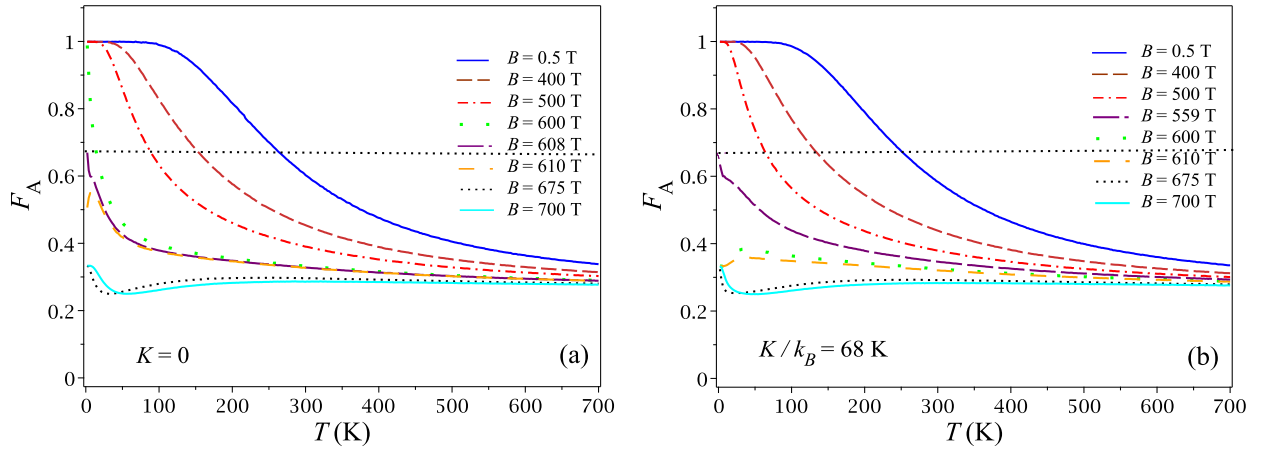 1
0.8
0.6
0.4
0.2
0
F_A
B = 0.5 T
B = 400 T
B = 500 T
B = 600 T
B = 608 T
B = 610 T
B = 675 T
B = 700 T
K = 0
(a)
0 100 200 300 400 500 600 700
T (K)
1
0.8
0.6
0.4
0.2
0
F_A
B = 0.5 T
B = 400 T
B = 500 T
B = 559 T
B = 600 T
B = 610 T
B = 675 T
B = 700 T
K / k_B = 68 K
(b)
0 100 200 300 400 500 600 700
T (K)